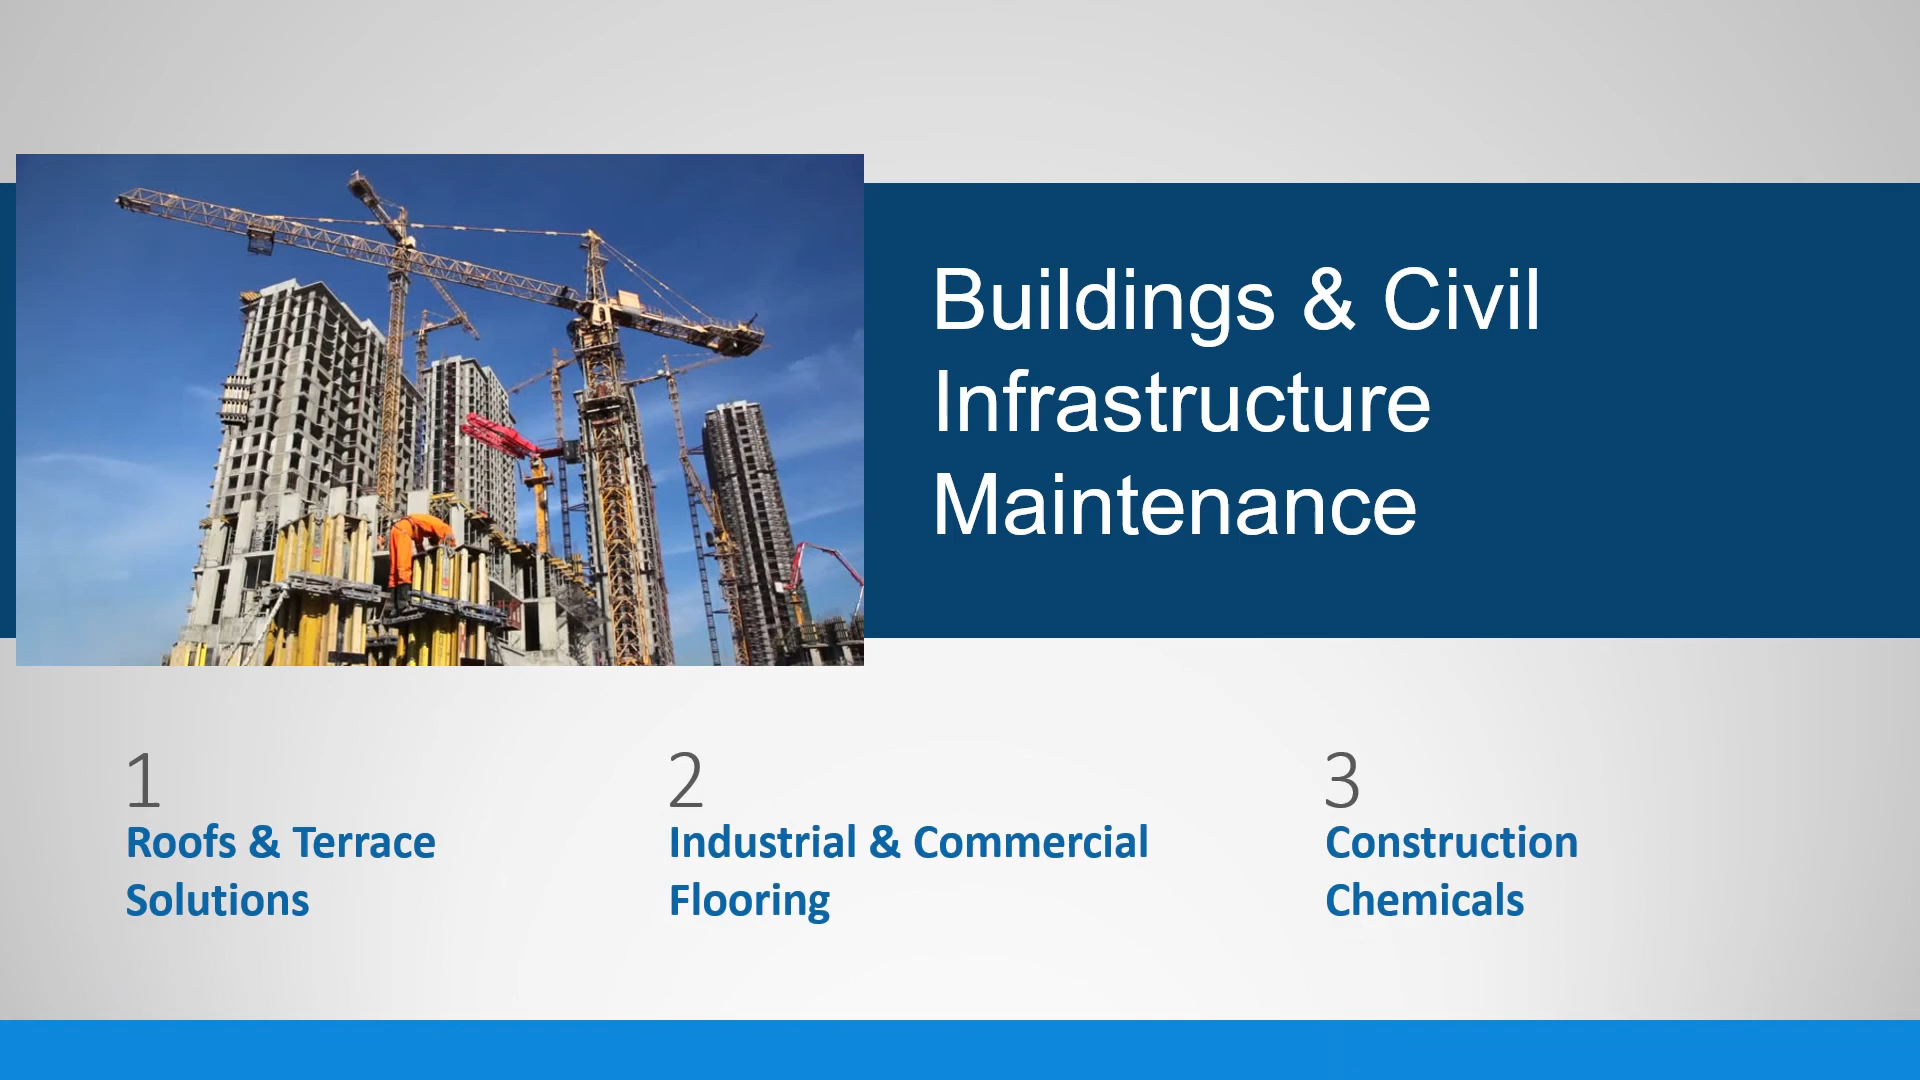 Buildings & Civil
Infrastructure
Maintenance
1
Roofs & Terrace
Solutions
2
Industrial & Commercial
Flooring
3
Construction
Chemicals